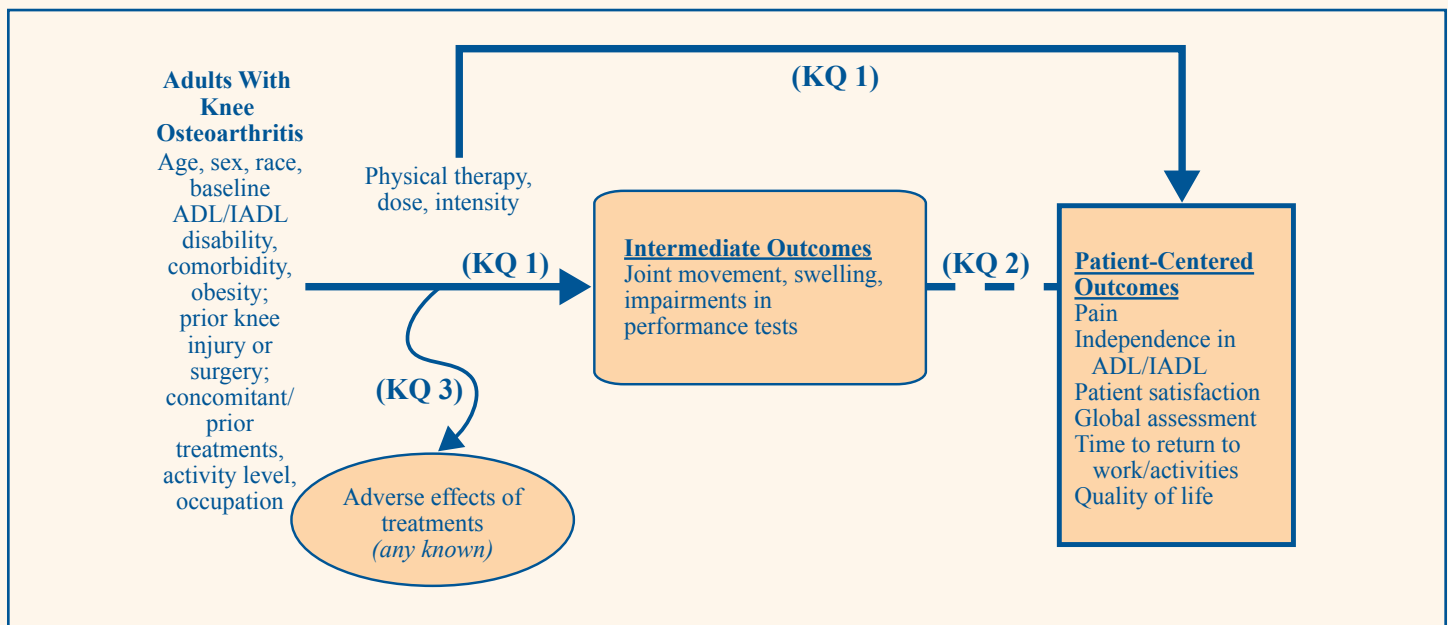 Adults With
Knee
Osteoarthritis
Age, sex, race,
baseline
ADL/IADL
disability,
comorbidity,
obesity;
prior knee
injury or
surgery;
concomitant/
prior
treatments,
activity level,
occupation
Physical therapy,
dose, intensity
(KQ 1)
(KQ 1)
(KQ 3)
Adverse effects of
treatments
(any known)
Intermediate Outcomes
Joint movement, swelling,
impairments in
performance tests
(KQ 2)
Patient-Centered
Outcomes
Pain
Independence in
ADL/IADL
Patient satisfaction
Global assessment
Time to return to
work/activities
Quality of life